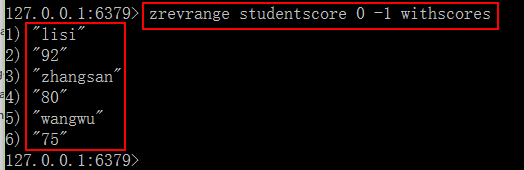 127.0.0.1:6379> zrevrange studentscore 0 -1 withscores
1) "lisi"
2) "92"
3) "zhangsan"
4) "80"
5) "wangwu"
6) "75"
127.0.0.1:6379>